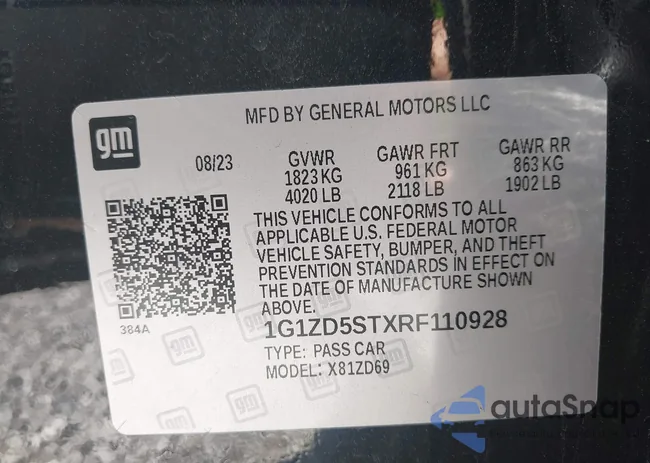 MFD BY GENERAL MOTORS LLC
gm
08/23
GVWR
1823 KG
4020 LB
GAWR FRT
961 KG
2118 LB
GAWR RR
863 KG
1902 LB
THIS VEHICLE CONFORMS TO ALL
APPLICABLE U.S. FEDERAL MOTOR
VEHICLE SAFETY, BUMPER, AND THEFT
PREVENTION STANDARDS IN EFFECT ON
THE DATE OF MANUFACTURE SHOWN
ABOVE.
384A
1G1ZD5STXRF110928
TYPE: PASS CAR
MODEL: X81ZD69
autoSnap